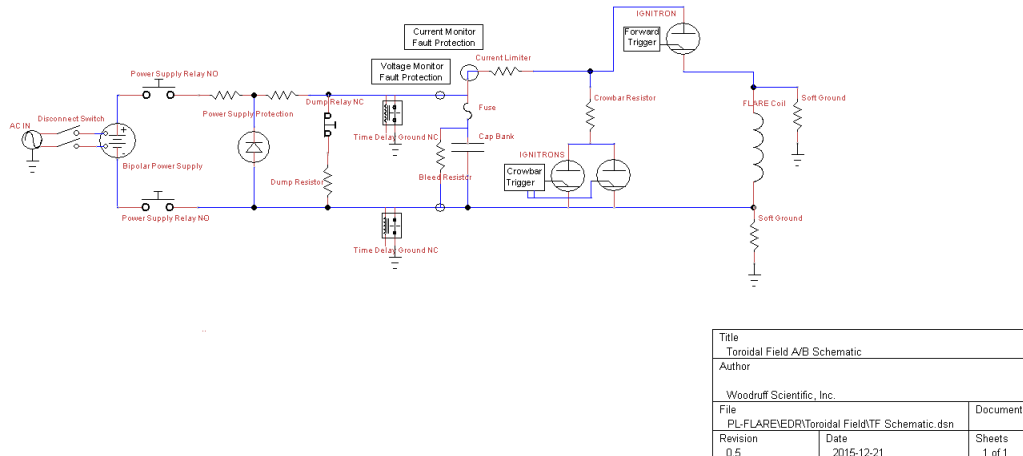 IGNITRON
Forward
Trigger
Current Monitor
Fault Protection
Voltage Monitor
Fault Protection
Current Limiter
Power Supply Relay NO
Dump Relay NC
Crowbar Resistor
FLARE Coil
Soft Ground
Disconnect Switch
AC IN
Power Supply Protection
Fuse
Time Delay Ground NC
Cap Bank
Bipolar Power Supply
IGNITRONS
Crowbar
Trigger
Bleed Resistor
Dump Resistor
Power Supply Relay NO
Soft Ground
Time Delay Ground NC
Title
Toroidal Field A/B Schematic
Author
Woodruff Scientific, Inc.
File
Document
PL-FLARE\EDR\Toroidal Field\TF Schematic.dsn
Revision
Date
Sheets
0.5
2015-12-21
1 of 1